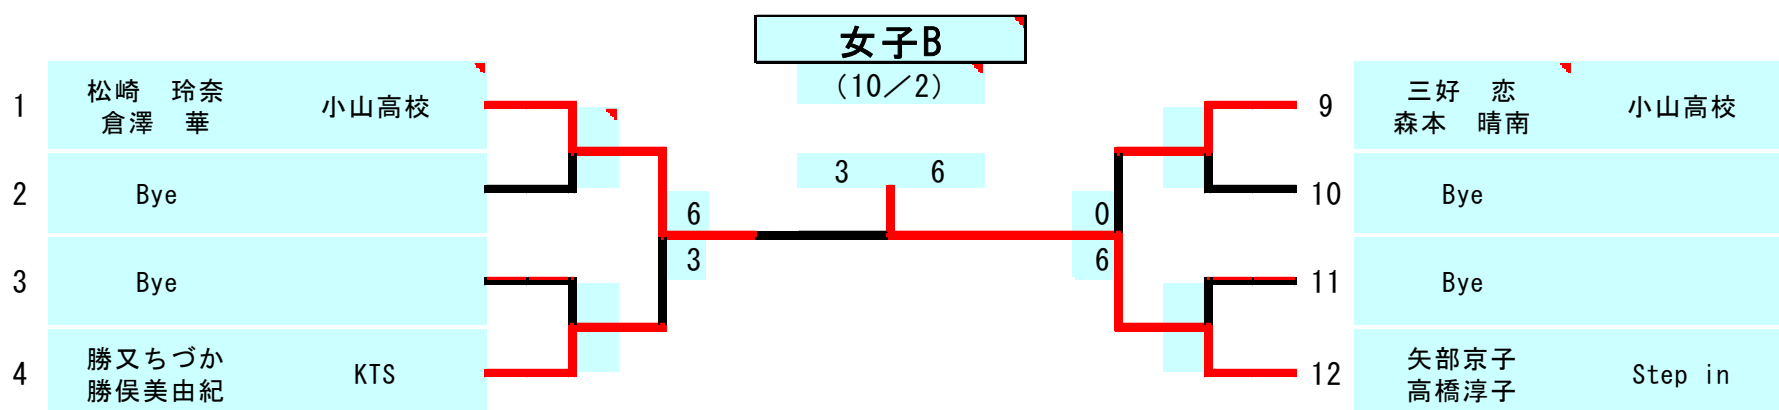 女子B
(10／2)
1 松崎　玲奈 小山高校
倉澤　華
2 Bye
3 Bye
4 勝又ちづか KTS
勝俣美由紀
6
3
3 6
0
6
9 三好　恋 小山高校
森本　晴南
10 Bye
11 Bye
12 矢部京子 Step in
高橋淳子